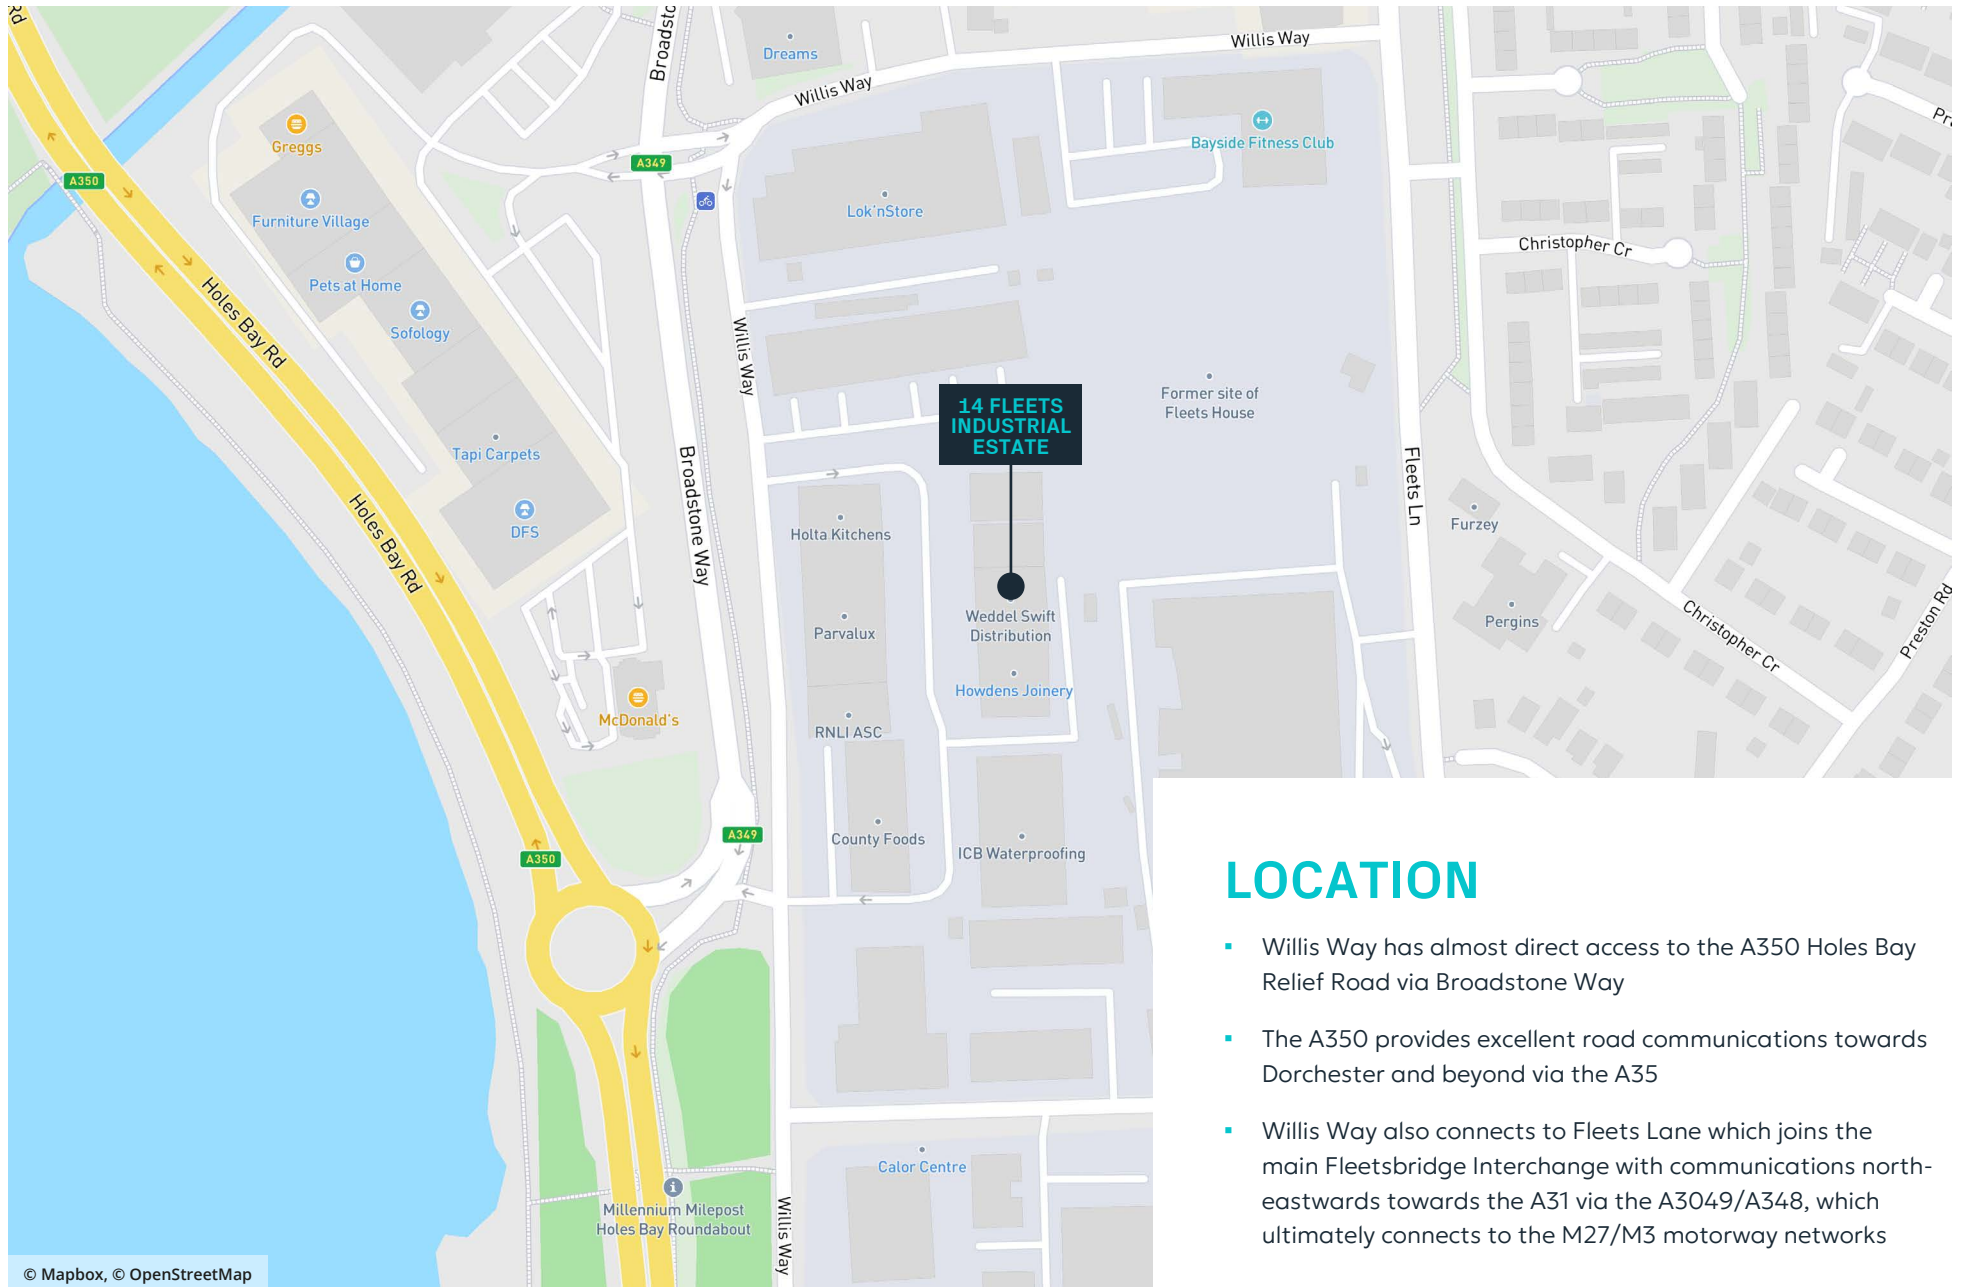 Rd
Broadstc
Dreams
Willis Way
Willis Way
Greggs
A349
Bayside Fitness Club
A350
Furniture Village
Lok'nStore
Christopher Cr
Pets at Home
Holes Bay Rd
Sofology
Willis Way
14 FLEETS
INDUSTRIAL
ESTATE
Former site of
Fleets House
Tapi Carpets
Broadstone Way
Fleets Ln
Holes Bay Rd
DFS
Holta Kitchens
Furzey
Weddel Swift
Distribution
Parvalux
Pergins
Christopher Cr
Preston Rd
Howdens Joinery
McDonald's
RNLI ASC
A349
County Foods
ICB Waterproofing
A350
Calor Centre
Millennium Milepost
Holes Bay Roundabout
Willis Way
© Mapbox, © OpenStreetMap
LOCATION
▪ Willis Way has almost direct access to the A350 Holes Bay
Relief Road via Broadstone Way
▪ The A350 provides excellent road communications towards
Dorchester and beyond via the A35
▪ Willis Way also connects to Fleets Lane which joins the
main Fleetsbridge Interchange with communications north-
eastwards towards the A31 via the A3049/A348, which
ultimately connects to the M27/M3 motorway networks